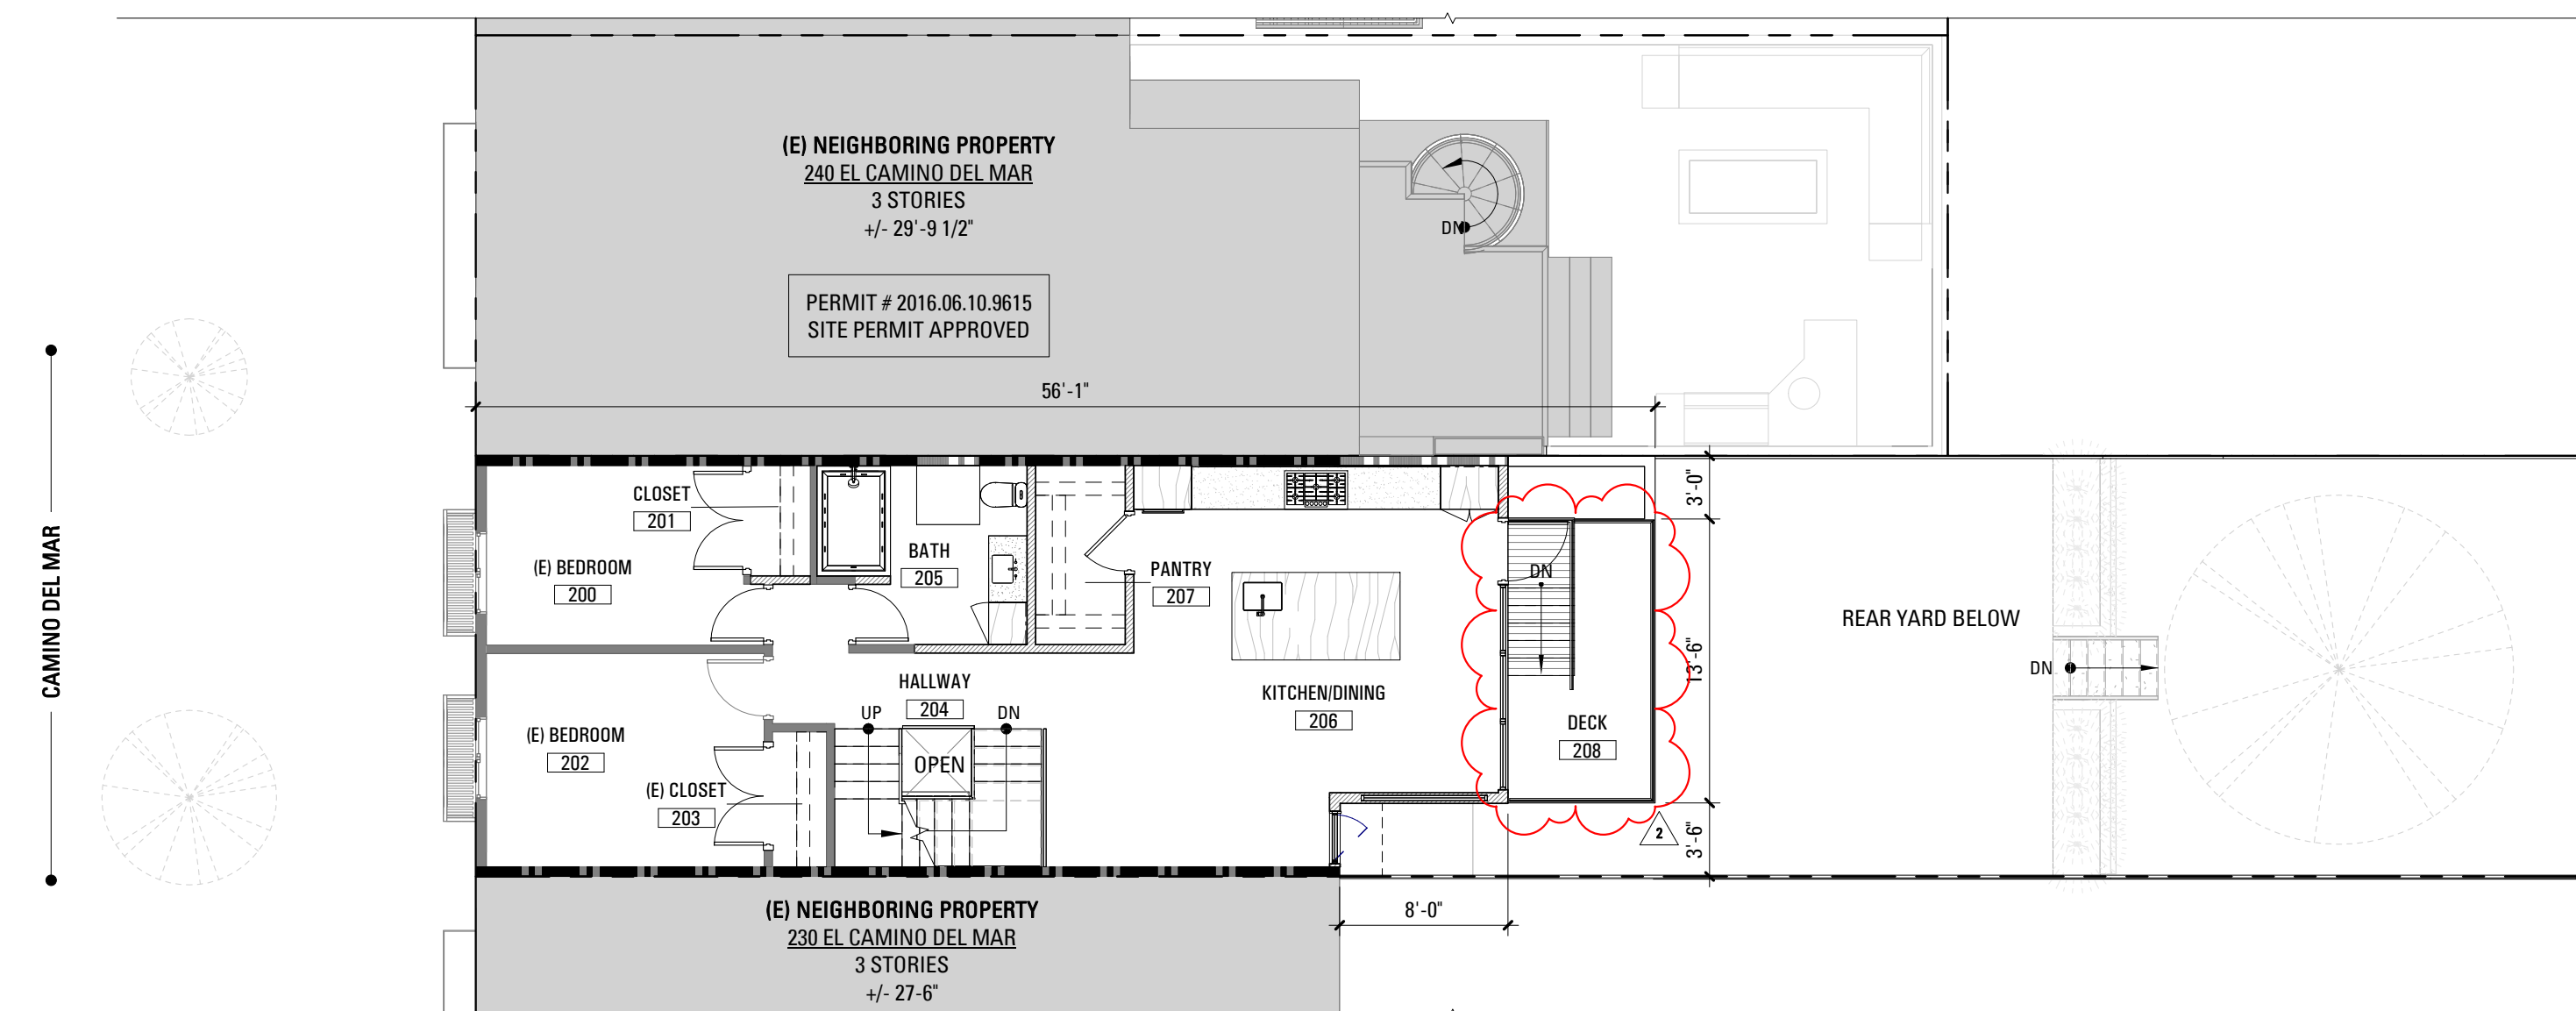 (E) NEIGHBORING PROPERTY
240 EL CAMINO DEL MAR
3 STORIES
+/- 29'-9 1/2"
DN
PERMIT # 2016.06.10.9615
SITE PERMIT APPROVED
56'-1"
CAMINO DEL MAR
CLOSET
201
(E) BEDROOM
200
BATH
205
PANTRY
207
DN
3'-0"
13'-6"
3'-6"
REAR YARD BELOW
DN
HALLWAY
204
UP
DN
OPEN
KITCHEN/DINING
206
DECK
208
(E) BEDROOM
202
(E) CLOSET
203
2
8'-0"
(E) NEIGHBORING PROPERTY
230 EL CAMINO DEL MAR
3 STORIES
+/- 27-6"